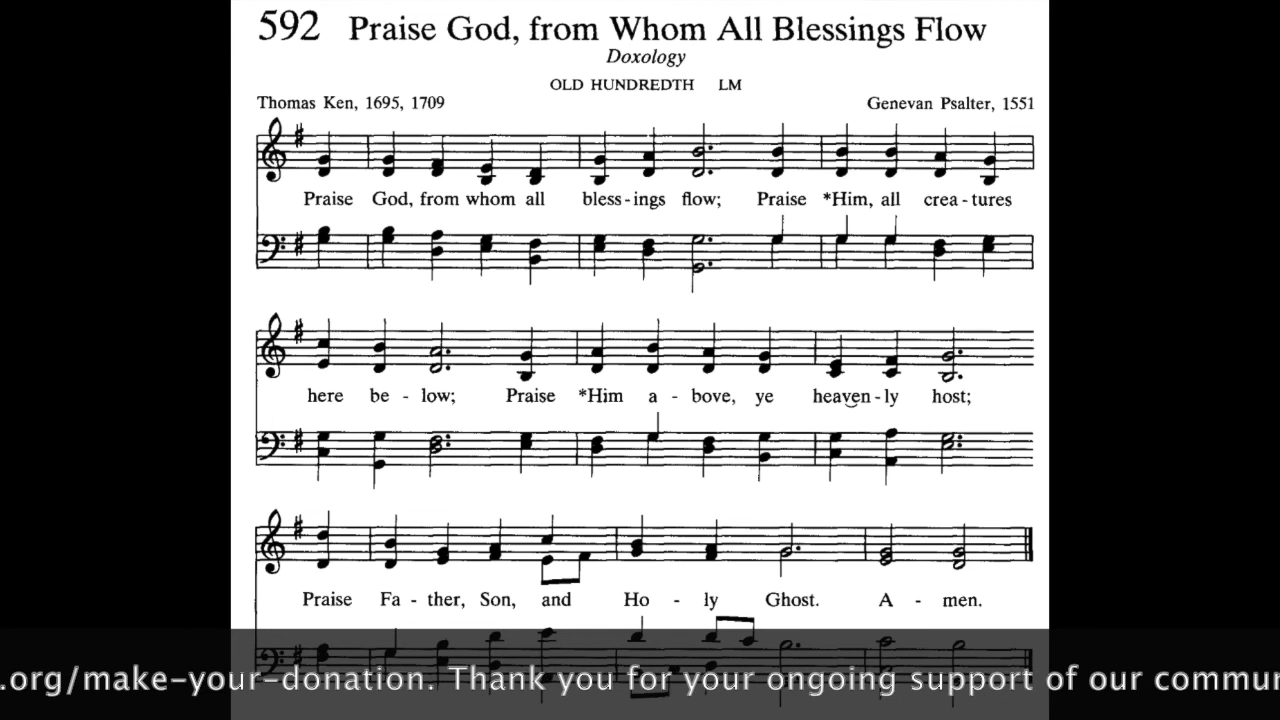 592 Praise God, from Whom All Blessings Flow
Doxology
OLD HUNDREDTH LM
Thomas Ken, 1695, 1709 Genevan Psalter, 1551
Praise God, from whom all bless - ings flow; Praise *Him, all crea - tures
here be - low; Praise *Him a - bove, ye heaven - ly host;
Praise Fa - ther, Son, and Ho - ly Ghost. A - men.
.org/make-your-donation. Thank you for your ongoing support of our commun